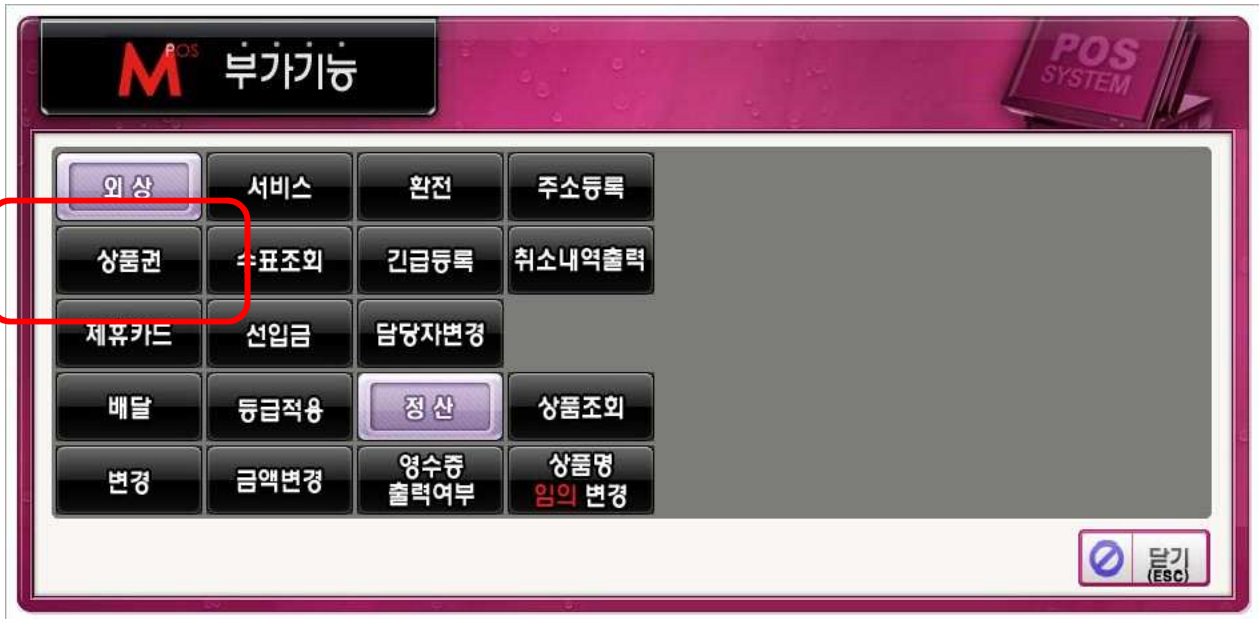 MPOS 부가기능
POS
SYSTEM
외상 서비스 환전 주소등록
상품권 수표조회 긴급등록 취소내역출력
제휴카드 선입금 담당자변경
배달 등급적용 정산 상품조회
변경 금액변경 영수증 상품명
출력여부 임의 변경
닫기
(ESC)